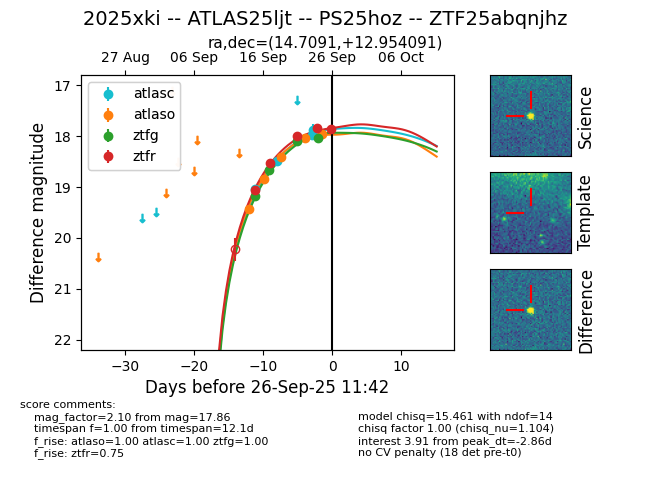 2025xki -- ATLAS25ljt -- PS25hoz -- ZTF25abqnjhz
ra,dec=(14.7091,+12.954091)
27 Aug 06 Sep 16 Sep 26 Sep 06 Oct
17
18
19
20
21
22
Difference magnitude
atlasc
atlaso
ztfg
ztfr
−30 −20 −10 0 10
Days before 26-Sep-25 11:42
Science
Template
Difference
score comments:
mag_factor=2.10 from mag=17.86
timespan f=1.00 from timespan=12.1d
f_rise: atlaso=1.00 atlasc=1.00 ztfg=1.00
f_rise: ztfr=0.75
model chisq=15.461 with ndof=14
chisq factor 1.00 (chisq_nu=1.104)
interest 3.91 from peak_dt=-2.86d
no CV penalty (18 det pre-t0)